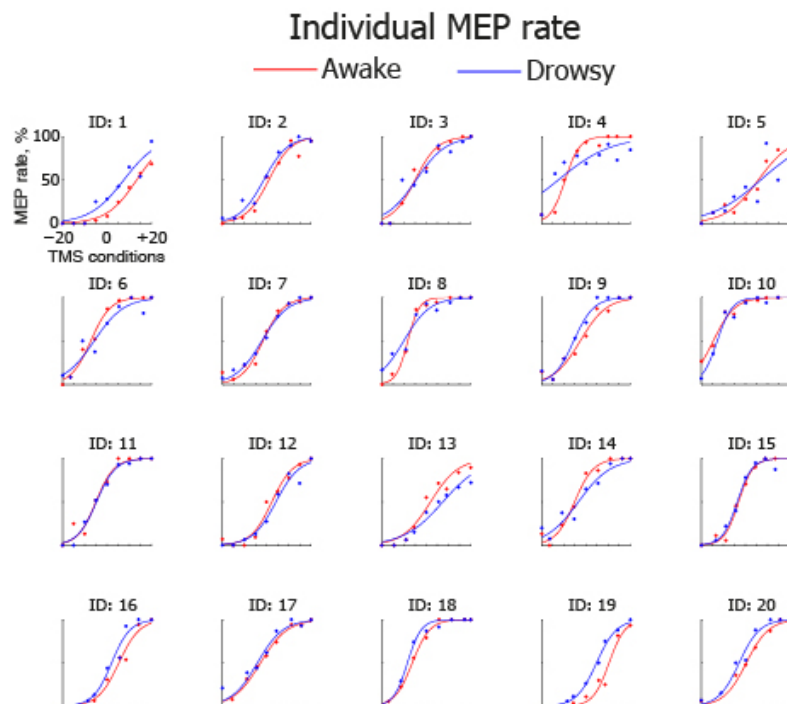 Individual MEP rate
Awake Drowsy
ID: 1 ID: 2 ID: 3 ID: 4 ID: 5
MEP rate, %
100
50
0
−20 0 +20
TMS conditions
ID: 6 ID: 7 ID: 8 ID: 9 ID: 10
ID: 11 ID: 12 ID: 13 ID: 14 ID: 15
ID: 16 ID: 17 ID: 18 ID: 19 ID: 20